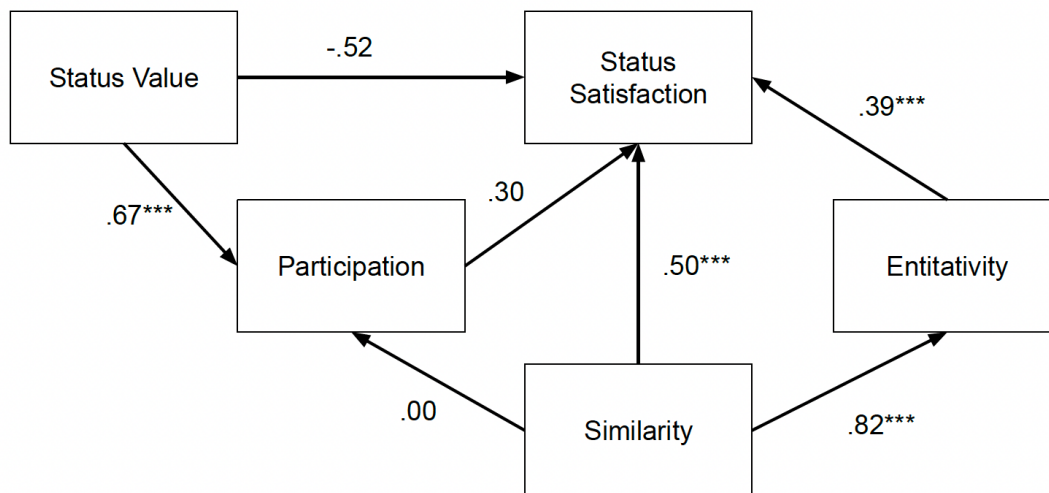 Status Value
-.52
Status
Satisfaction
.39***
.67***
.30
Participation
.50***
Entitativity
.00
Similarity
.82***